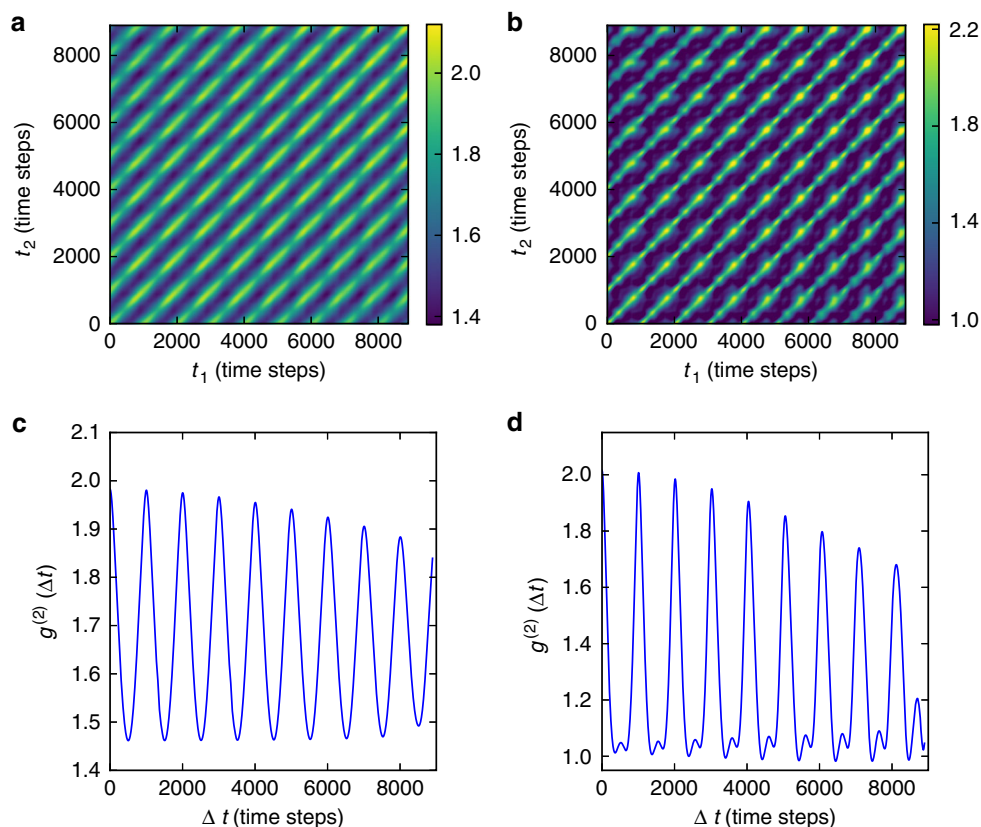 a
b
8000
6000
4000
2000
0
t2 (time steps)
0 2000 4000 6000 8000
t1 (time steps)
2.0
1.8
1.6
1.4
8000
6000
4000
2000
0
t2 (time steps)
0 2000 4000 6000 8000
t1 (time steps)
2.2
1.8
1.4
1.0
c
d
2.1
2.0
1.9
1.8
1.7
1.6
1.5
1.4
g(2) (Δt)
0 2000 4000 6000 8000
Δ t (time steps)
2.0
1.8
1.6
1.4
1.2
1.0
g(2) (Δt)
0 2000 4000 6000 8000
Δ t (time steps)